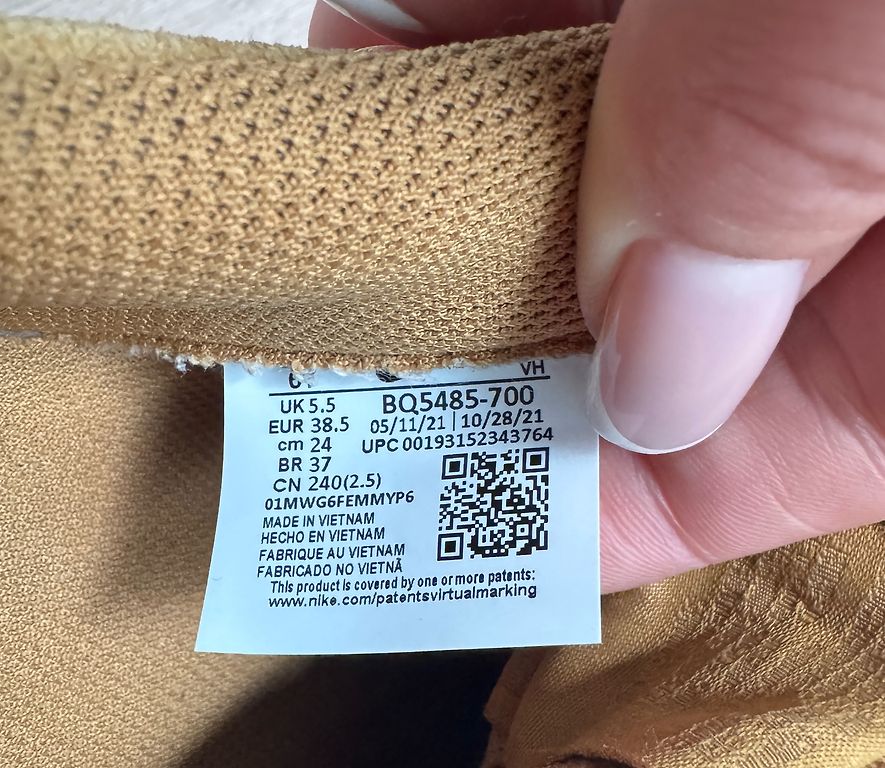 VH
UK 5.5
EUR 38.5
cm 24
BR 37
CN 240(2.5)
BQ5485-700
05/11/21 | 10/28/21
UPC 00193152343764
01MWG6FEMMYP6
MADE IN VIETNAM
HECHO EN VIETNAM
FABRIQUE AU VIETNAM
FABRICADO NO VIETNÃ
This product is covered by one or more patents:
www.nike.com/patentsvirtualmarking